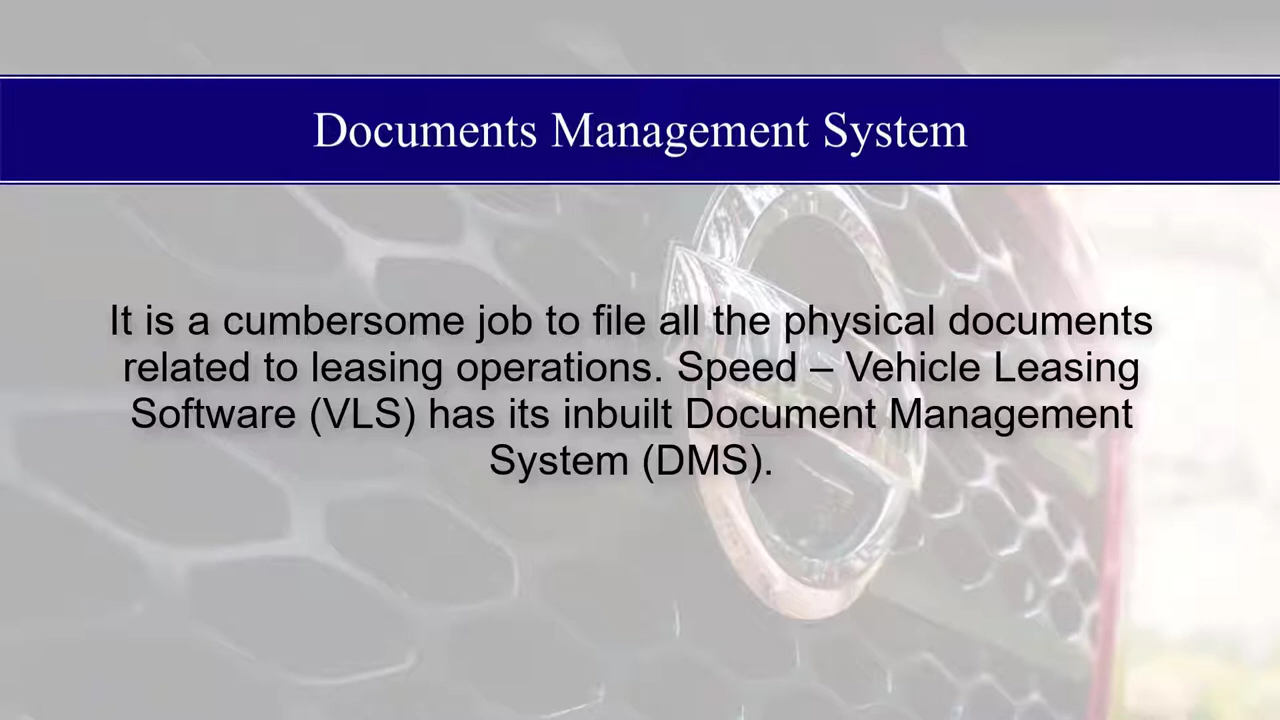 Documents Management System
It is a cumbersome job to file all the physical documents
related to leasing operations. Speed – Vehicle Leasing
Software (VLS) has its inbuilt Document Management
System (DMS).